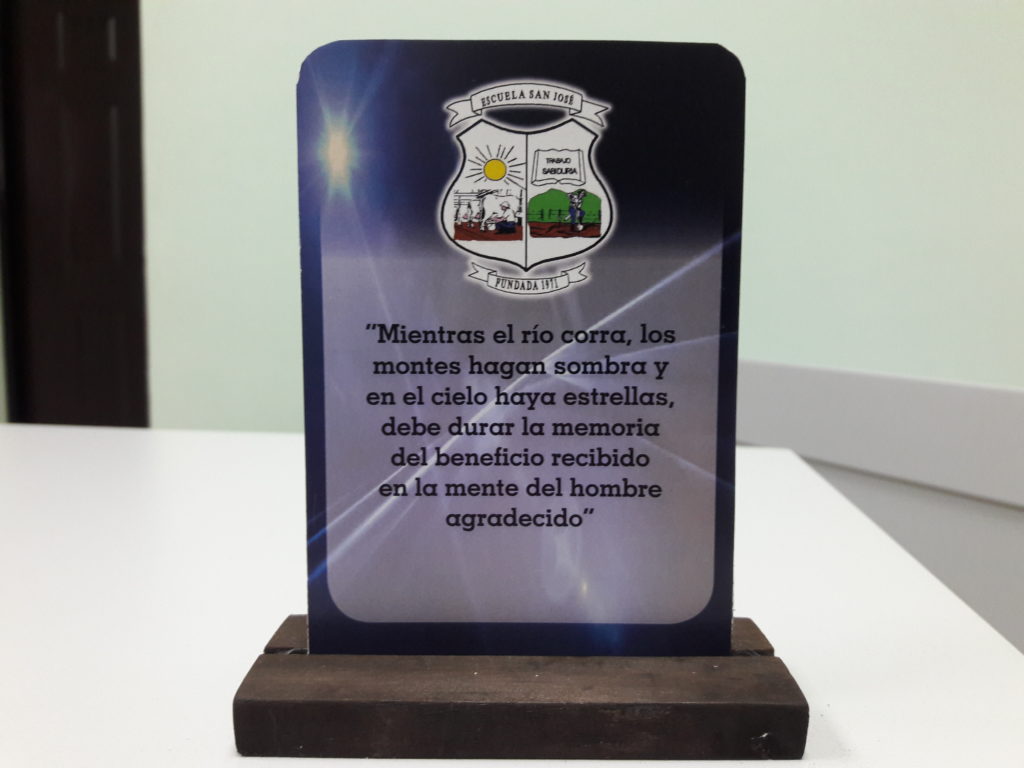 ESCUELA SAN JOSÉ
TRABAJO
SABIDURIA
FUNDADA 1971
"Mientras el río corra, los
montes hagan sombra y
en el cielo haya estrellas,
debe durar la memoria
del beneficio recibido
en la mente del hombre
agradecido"